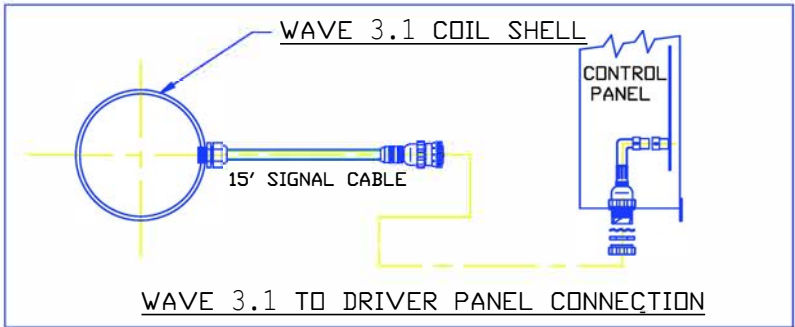 WAVE 3.1 COIL SHELL
CONTROL
PANEL
15' SIGNAL CABLE
WAVE 3.1 TO DRIVER PANEL CONNECTION